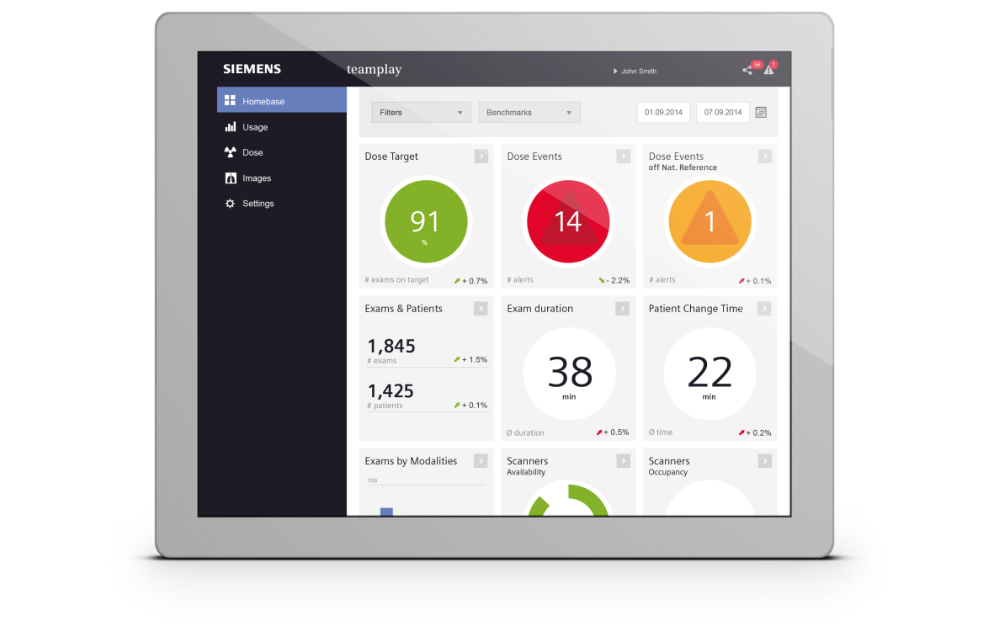 SIEMENS
teamplay
John Smith
56
1
Homebase
Usage
Dose
Images
Settings
Filters
Benchmarks
01.09.2014
07.09.2014
Dose Target
91
%
# exams on target
+ 0.7%
Dose Events
14
# alerts
- 2.2%
Dose Events
off Nat. Reference
1
# alerts
+ 0.1%
Exams & Patients
1,845
# exams
+ 1.5%
1,425
# patients
+ 0.1%
Exam duration
38
min
Ø duration
+ 0.5%
Patient Change Time
22
min
Ø time
+ 0.2%
Exams by Modalities
100
Scanners
Availability
Scanners
Occupancy